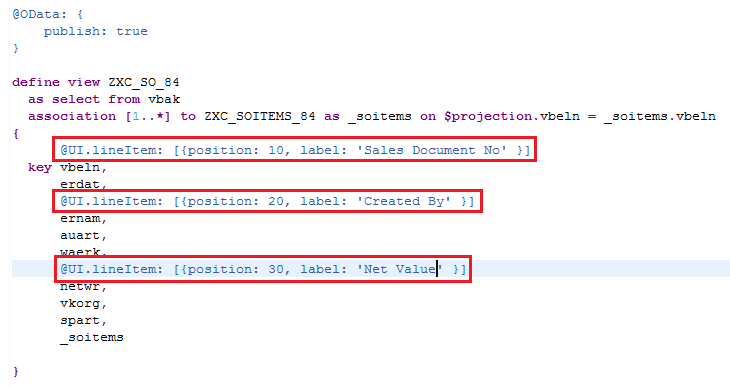 @OData: {
    publish: true
}

define view ZXC_SO_84
  as select from vbak
  association [1..*] to ZXC_SOITEMS_84 as _soitems on $projection.vbeln = _soitems.vbeln
{
      @UI.lineItem: [{position: 10, label: 'Sales Document No' }]
  key vbeln,
      erdat,
      @UI.lineItem: [{position: 20, label: 'Created By' }]
      ernam,
      auart,
      waerk,
      @UI.lineItem: [{position: 30, label: 'Net Value' }]
      netwr,
      vkorg,
      spart,
      _soitems

}